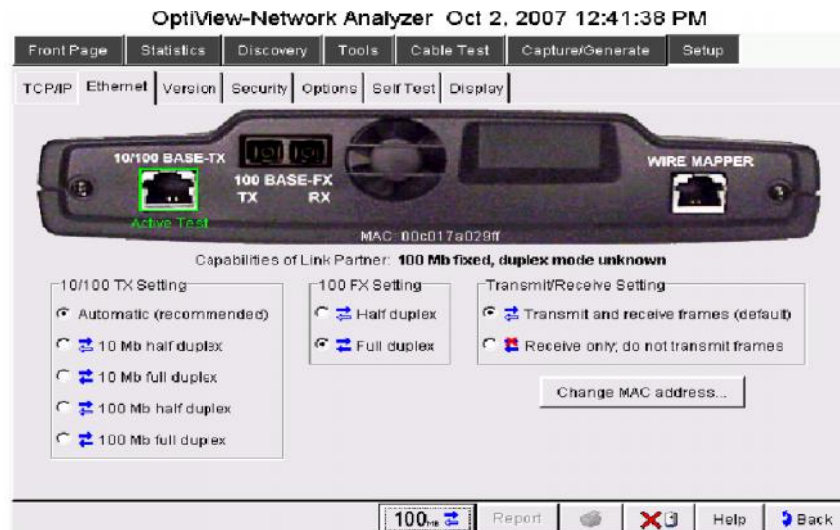 OptiView-Network Analyzer Oct 2, 2007 12:41:38 PM
Front Page Statistics Discovery Tools Cable Test Capture/Generate Setup
TCP/IP Ethernet Version Security Options Self Test Display
10/100 BASE-TX
100 BASE-FX
TX RX
WIRE MAPPER
Active Test
MAC: 00c017a029ff
Capabilities of Link Partner: 100 Mb fixed, duplex mode unknown
10/100 TX Setting
Automatic (recommended)
10 Mb half duplex
10 Mb full duplex
100 Mb half duplex
100 Mb full duplex
100 FX Setting
Half duplex
Full duplex
Transmit/Receive Setting
Transmit and receive frames (default)
Receive only; do not transmit frames
Change MAC address...
100MB Report Help Back